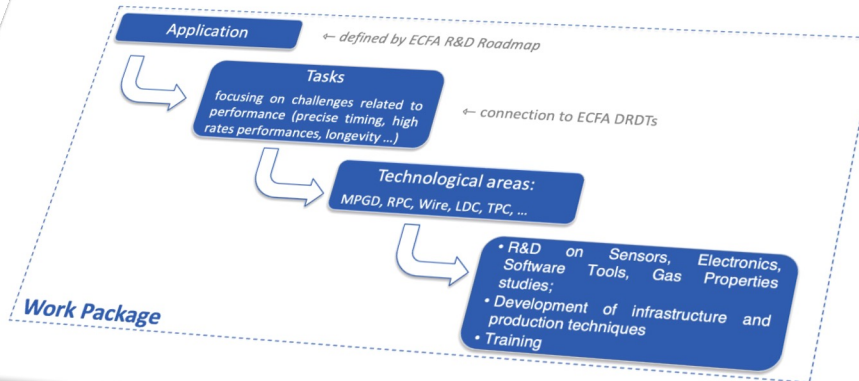 Application
← defined by ECFA R&D Roadmap
Tasks
focusing on challenges related to
performance (precise timing, high
rates performances, longevity ...)
← connection to ECFA DRDTs
Technological areas:
MPGD, RPC, Wire, LDC, TPC, ...
• R&D on Sensors, Electronics,
Software Tools, Gas Properties
studies;
• Development of infrastructure and
production techniques
• Training
Work Package